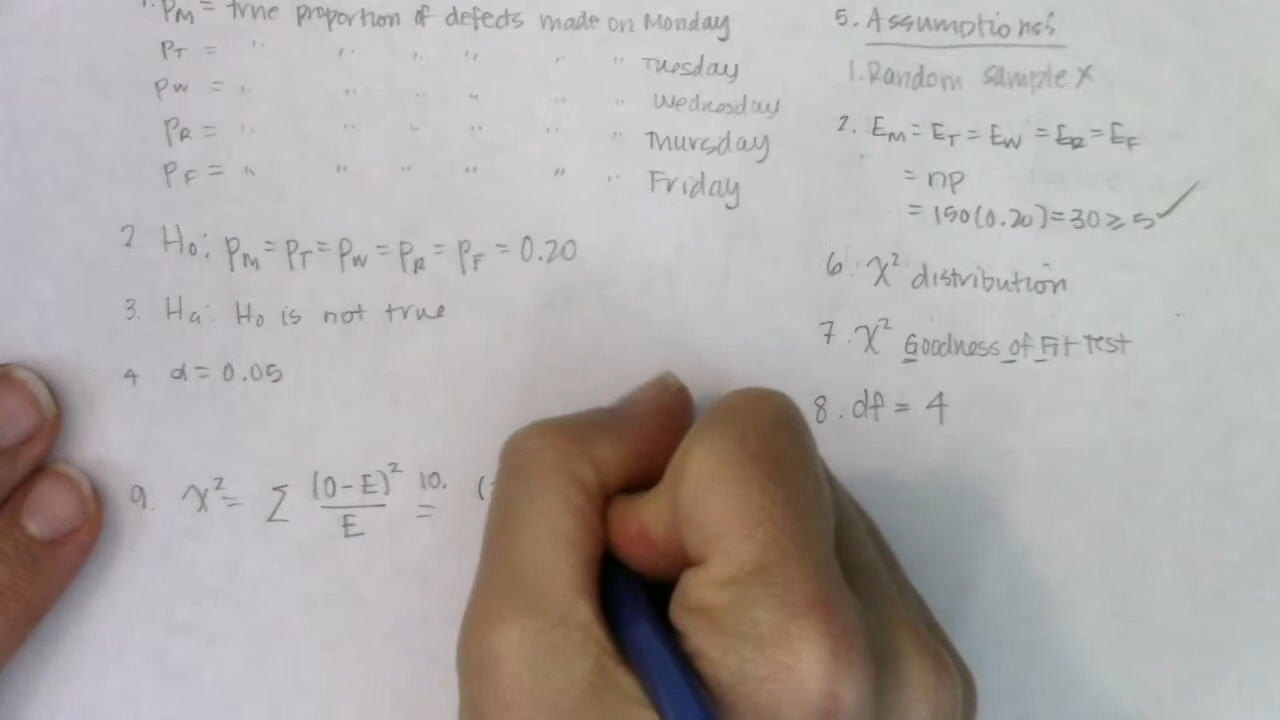 1. PM = true proportion of defects made on Monday
PT = " " " " " " Tuesday
PW = " " " " " Wednesday
PR = " " " " " " Thursday
PF = " " " " " " Friday
2 H0: PM = PT = PW = PR = PF = 0.20
3. Ha: H0 is not true
4 α = 0.05
5. Assumptions
1. Random sample X
2. EM = ET = EW = ER = EF
= np
= 150(0.20) = 30 ≥ 5 ✓
6. χ² distribution
7. χ² Goodness of Fit test
8. df = 4
9. χ² = Σ (O-E)²/E 10. = (